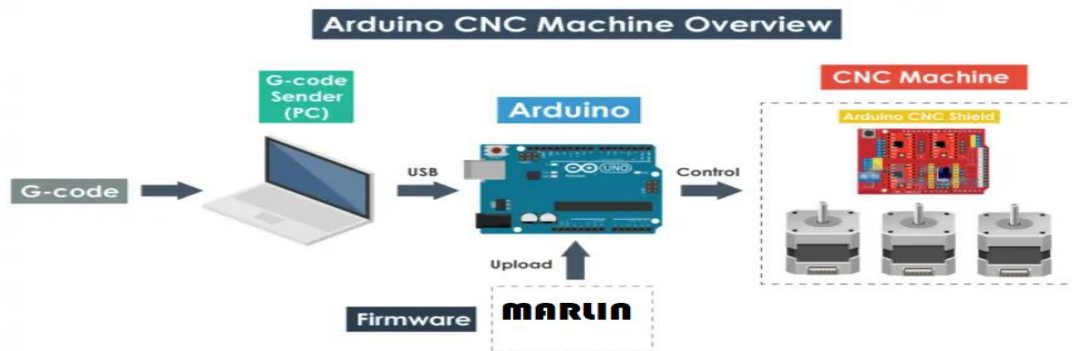 Arduino CNC Machine Overview
G-code
Sender
(PC)
Arduino
CNC Machine
Arduino CNC Shield
G-code
USB
UNO
Control
Upload
Firmware
MARLIN